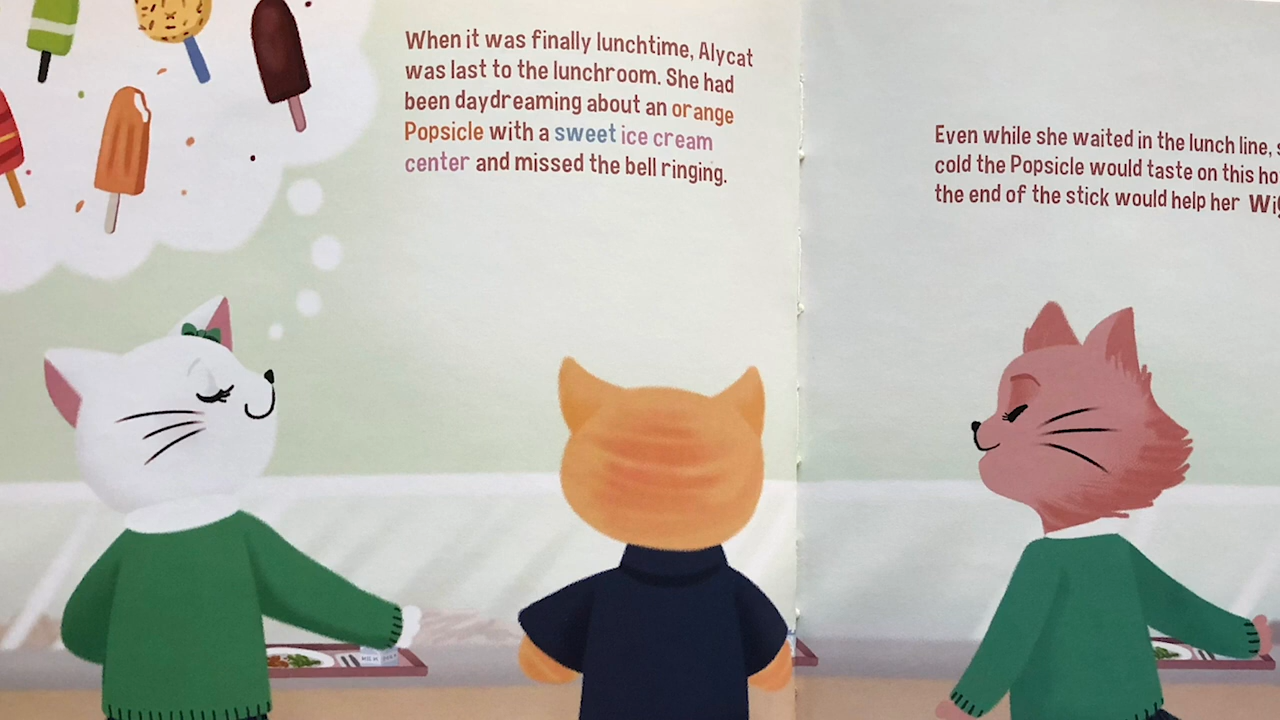 When it was finally lunchtime, Alycat
was last to the lunchroom. She had
been daydreaming about an orange
Popsicle with a sweet ice cream
center and missed the bell ringing.
Even while she waited in the lunch line,
cold the Popsicle would taste on this
the end of the stick would help her
MILK